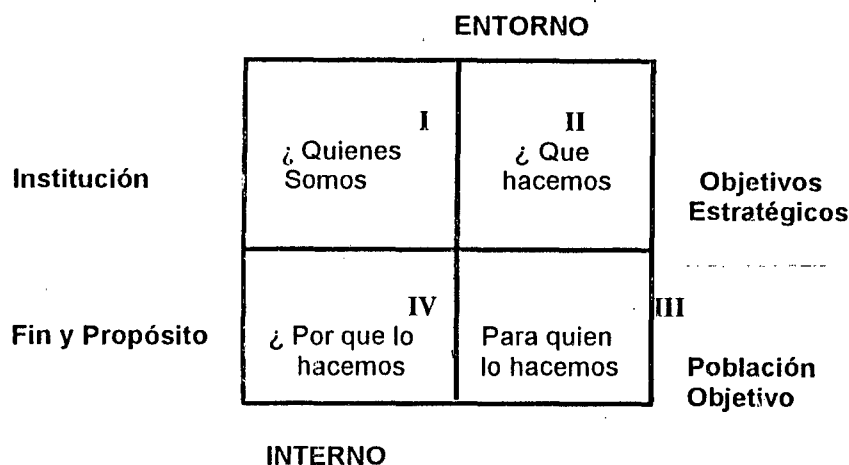 ENTORNO
I
II
¿ Quienes
Somos
¿ Que
hacemos
Institución
Objetivos
Estratégicos
IV
III
Fin y Propósito
¿ Por que lo
hacemos
Para quien
lo hacemos
Población
Objetivo
INTERNO